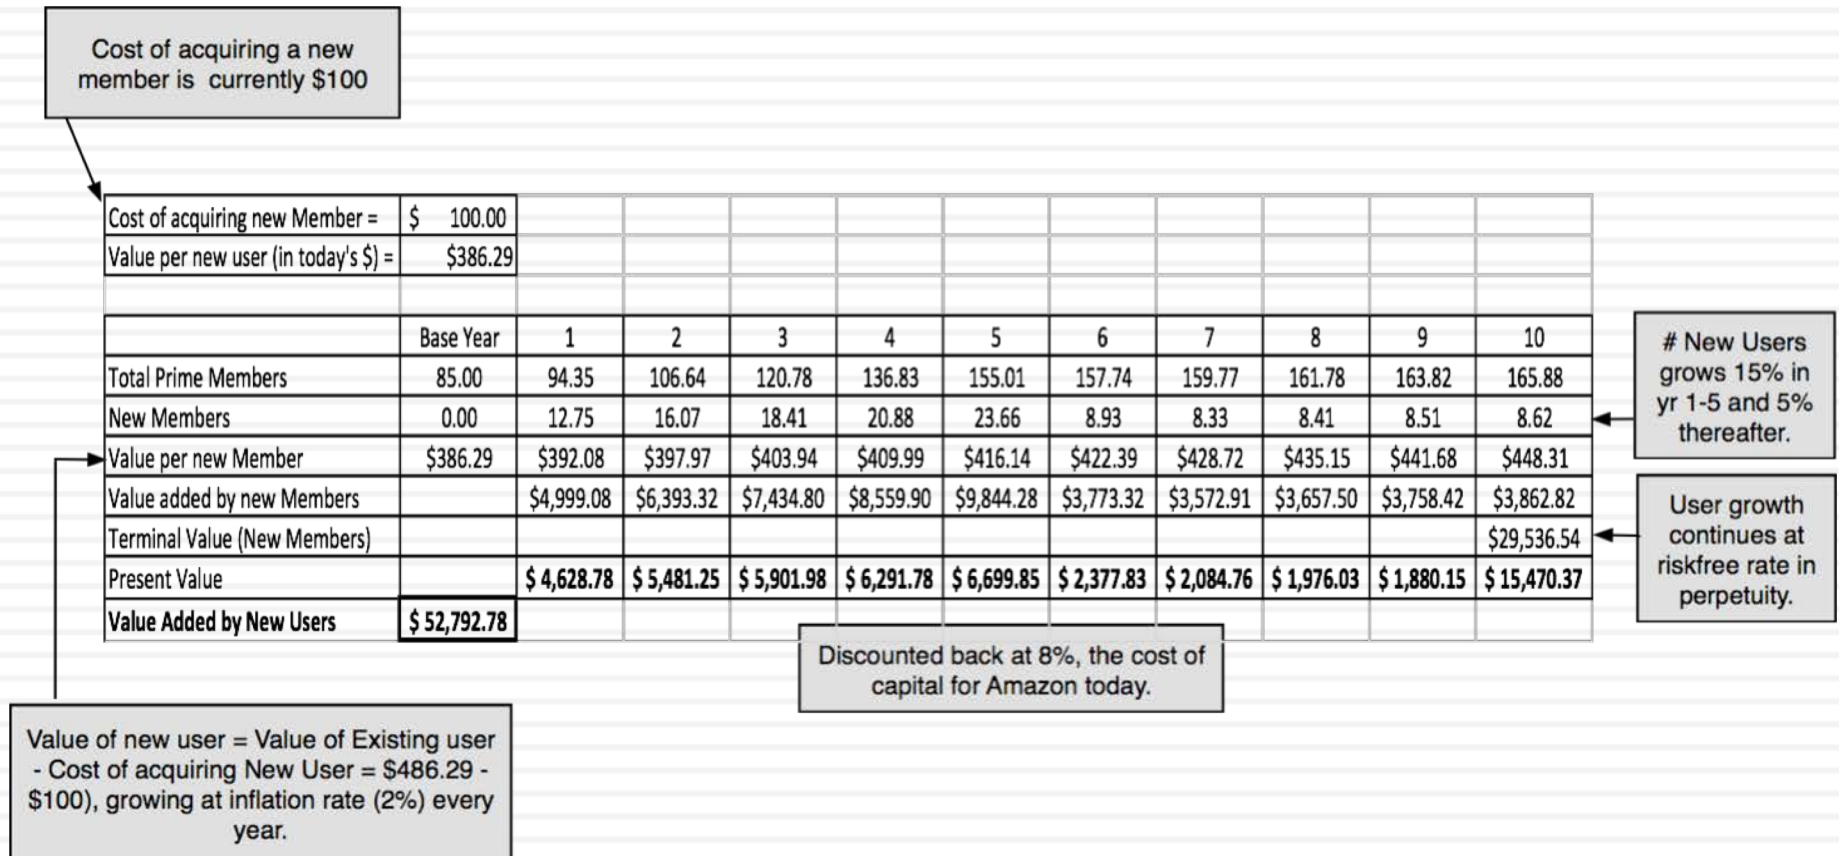 Cost of acquiring a new
member is currently $100
Cost of acquiring new Member = $ 100.00
Value per new user (in today's $) = $386.29
Base Year 1 2 3 4 5 6 7 8 9 10
Total Prime Members 85.00 94.35 106.64 120.78 136.83 155.01 157.74 159.77 161.78 163.82 165.88
New Members 0.00 12.75 16.07 18.41 20.88 23.66 8.93 8.33 8.41 8.51 8.62
Value per new Member $386.29 $392.08 $397.97 $403.94 $409.99 $416.14 $422.39 $428.72 $435.15 $441.68 $448.31
Value added by new Members $4,999.08 $6,393.32 $7,434.80 $8,559.90 $9,844.28 $3,773.32 $3,572.91 $3,657.50 $3,758.42 $3,862.82
Terminal Value (New Members) $29,536.54
Present Value $ 4,628.78 $ 5,481.25 $ 5,901.98 $ 6,291.78 $ 6,699.85 $ 2,377.83 $ 2,084.76 $ 1,976.03 $ 1,880.15 $ 15,470.37
Value Added by New Users $ 52,792.78
# New Users
grows 15% in
yr 1-5 and 5%
thereafter.
User growth
continues at
riskfree rate in
perpetuity.
Discounted back at 8%, the cost of
capital for Amazon today.
Value of new user = Value of Existing user
- Cost of acquiring New User = $486.29 -
$100), growing at inflation rate (2%) every
year.